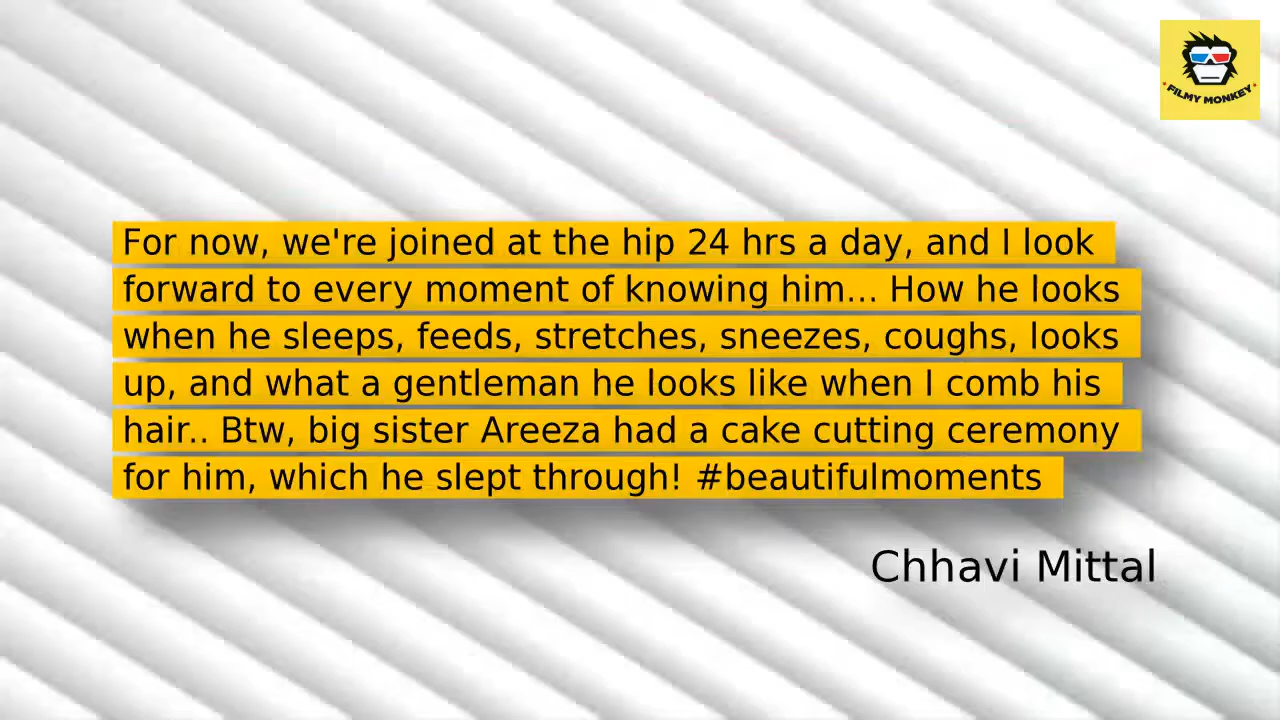 FILMY MONKEY
For now, we're joined at the hip 24 hrs a day, and I look
forward to every moment of knowing him... How he looks
when he sleeps, feeds, stretches, sneezes, coughs, looks
up, and what a gentleman he looks like when I comb his
hair.. Btw, big sister Areeza had a cake cutting ceremony
for him, which he slept through! #beautifulmoments
Chhavi Mittal